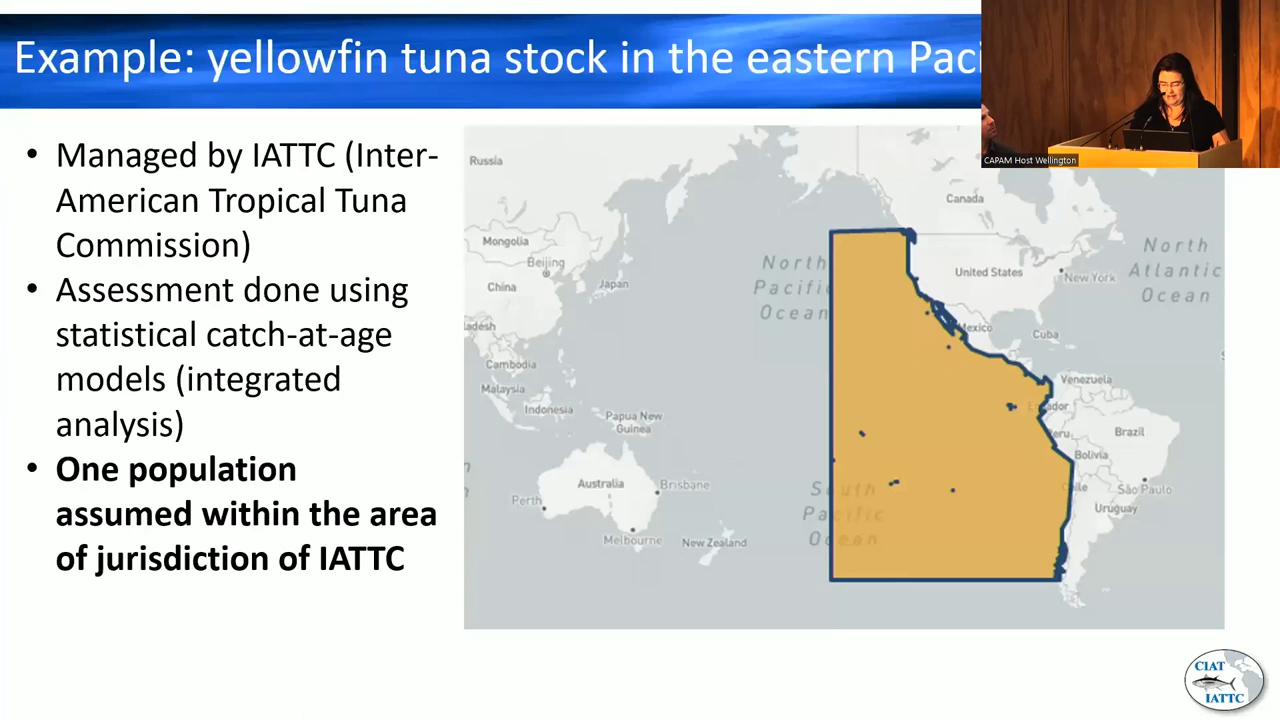 Example: yellowfin tuna stock in the eastern Paci
• Managed by IATTC (Inter-
American Tropical Tuna
Commission)
• Assessment done using
statistical catch-at-age
models (integrated
analysis)
• One population
assumed within the area
of jurisdiction of IATTC
CAPAM Host Wellington
Russia
Canada
Mongolia
Beijing
Japan
China
North
Pacific
Ocean
United States
New York
North
Atlantic
Ocean
ladesh
Mexico
Cuba
Cambodia
Malaysia
Indonesia
Papua New
Guinea
Venezuela
Ecuador
Peru
Brazil
Bolivia
Australia
Brisbane
Perth
South
Pacific
Ocean
Chile
São Paulo
Uruguay
Melbourne
New Zealand
CIAT
IATTC